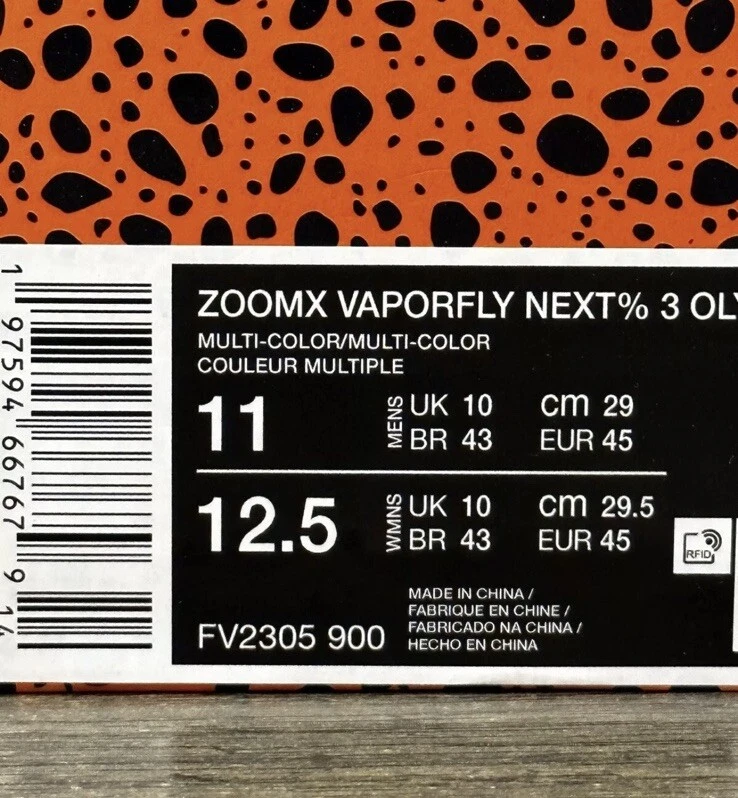 1 97594 66767 9 14
ZOOMX VAPORFLY NEXT% 3 OLY
MULTI-COLOR/MULTI-COLOR
COULEUR MULTIPLE
11 MENS UK 10 cm 29
BR 43 EUR 45
12.5 WMNS UK 10 cm 29.5
BR 43 EUR 45
RFID
MADE IN CHINA /
FABRIQUE EN CHINE /
FABRICADO NA CHINA /
HECHO EN CHINA
FV2305 900